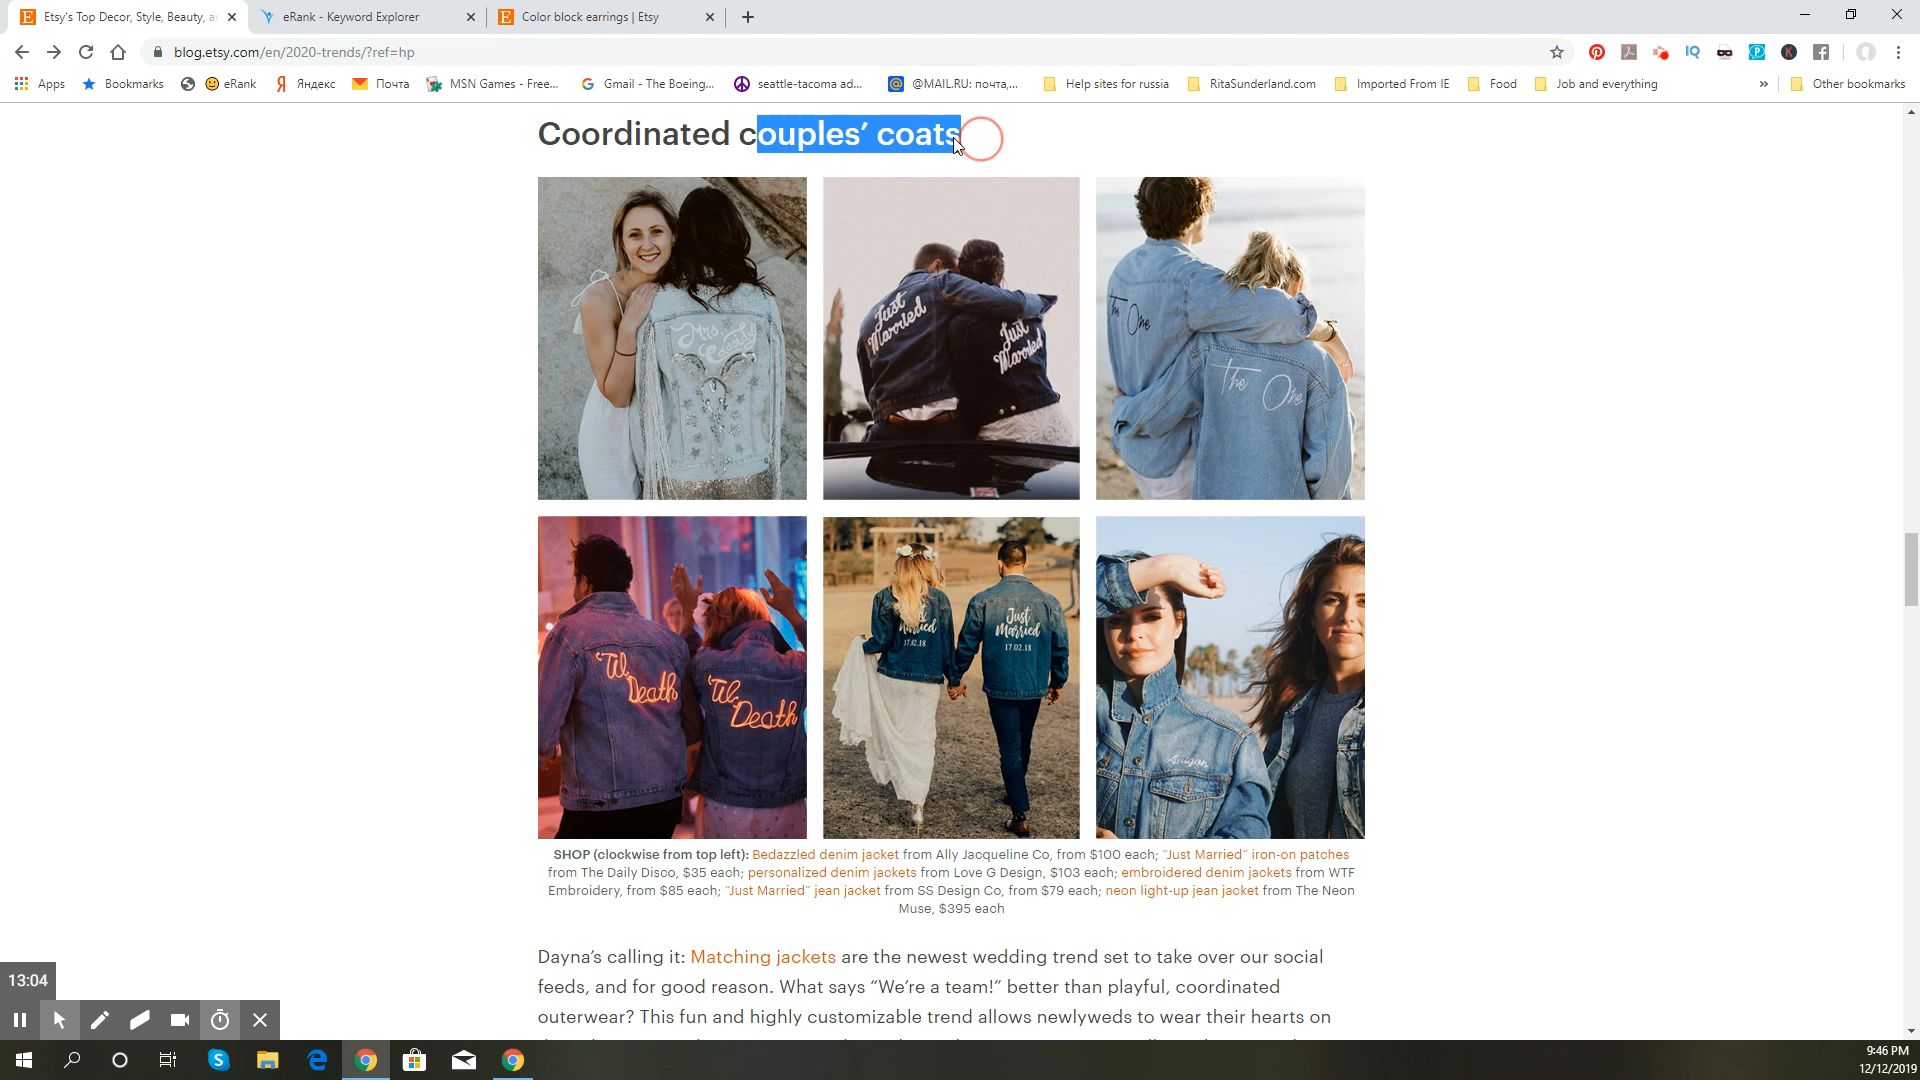 Etsy's Top Decor, Style, Beauty, ar
eRank - Keyword Explorer
Color block earrings | Etsy
blog.etsy.com/en/2020-trends/?ref=hp
Apps
Bookmarks
eRank
Яндекс
Почта
MSN Games - Free...
Gmail - The Boeing...
seattle-tacoma ad...
@MAIL.RU: почта,...
Help sites for russia
RitaSunderland.com
Imported From IE
Food
Job and everything
»
Other bookmarks
Coordinated couples’ coats
Mrs.
Just Married
Just Married
The One
The One
'Til Death
'Til Death
Just Married
17.02.18
Just Married
17.02.18
SHOP (clockwise from top left): Bedazzled denim jacket from Ally Jacqueline Co, from $100 each; “Just Married” iron-on patches
from The Daily Disco, $35 each; personalized denim jackets from Love G Design, $103 each; embroidered denim jackets from WTF
Embroidery, from $85 each; “Just Married” jean jacket from SS Design Co, from $79 each; neon light-up jean jacket from The Neon
Muse, $395 each
Dayna’s calling it: Matching jackets are the newest wedding trend set to take over our social
feeds, and for good reason. What says “We’re a team!” better than playful, coordinated
outerwear? This fun and highly customizable trend allows newlyweds to wear their hearts on
13:04
9:46 PM
12/12/2019